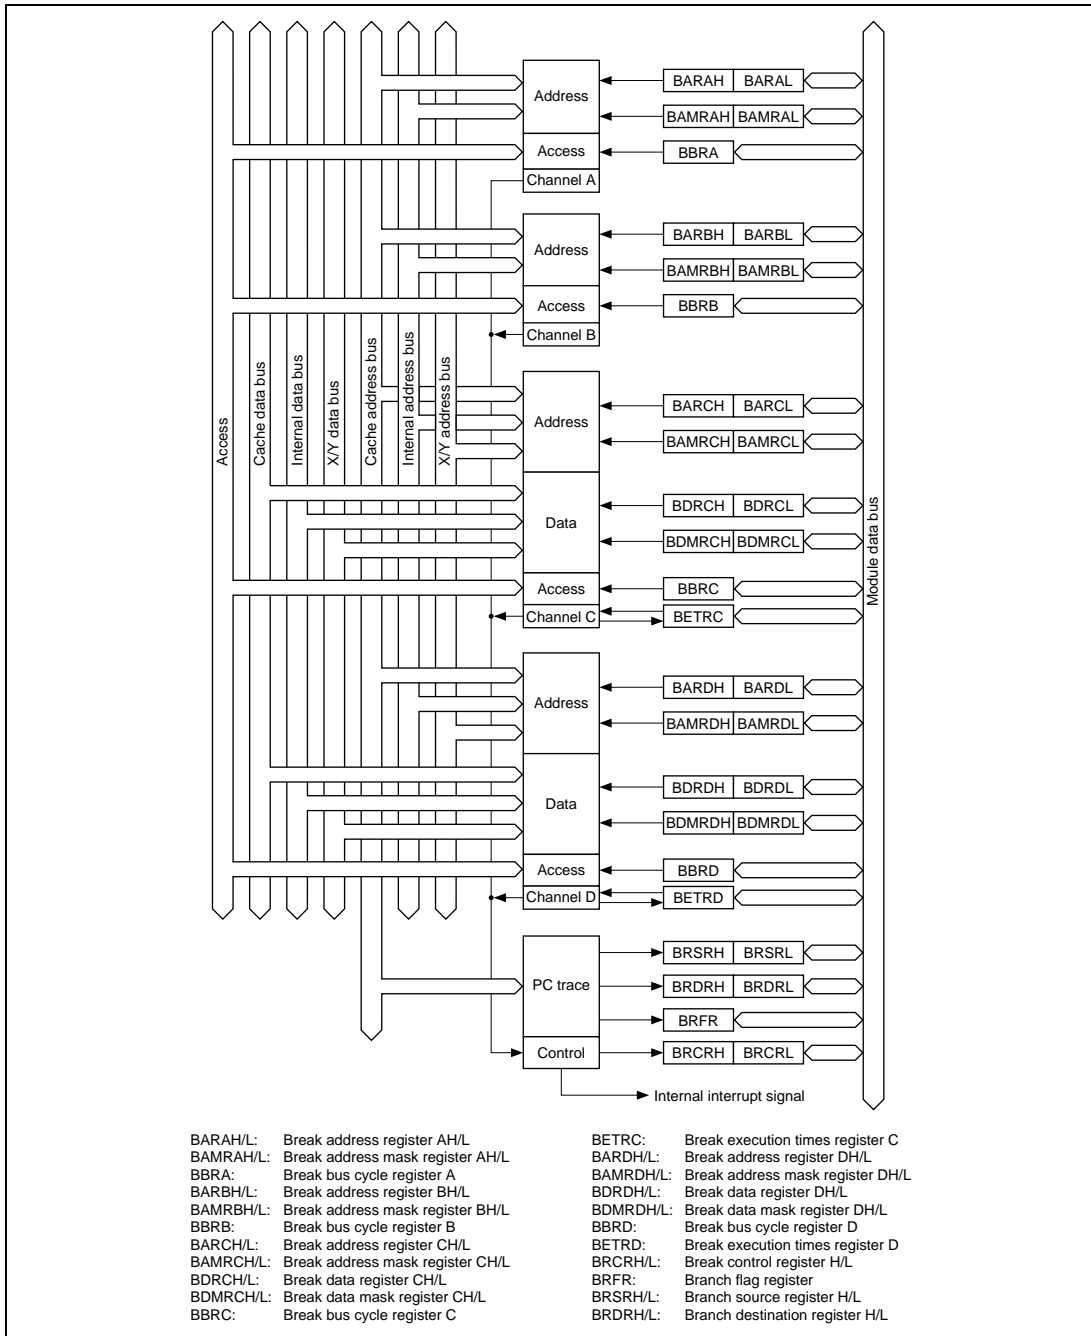 Address
BARAH BARAL
BAMRAH BAMRAL
Access
BBRA
Channel A
Address
BARBH BARBL
BAMRBH BAMRBL
Access
BBRB
Channel B
Access
Cache data bus
Internal data bus
X/Y data bus
Cache address bus
Internal address bus
X/Y address bus
Address
BARCH BARCL
BAMRCH BAMRCL
Data
BDRCH BDRCL
BDMRCH BDMRCL
Access
BBRC
Channel C
BETRC
Module data bus
Address
BARDH BARDL
BAMRDH BAMRDL
Data
BDRDH BDRDL
BDMRDH BDMRDL
Access
BBRD
Channel D
BETRD
PC trace
BRSRH BRSRL
BRDRH BRDRL
BRFR
Control
BRCRH BRCRL
Internal interrupt signal
BARAH/L: Break address register AH/L
BAMRAH/L: Break address mask register AH/L
BBRA: Break bus cycle register A
BARBH/L: Break address register BH/L
BAMRBH/L: Break address mask register BH/L
BBRB: Break bus cycle register B
BARCH/L: Break address register CH/L
BAMRCH/L: Break address mask register CH/L
BDRCH/L: Break data register CH/L
BDMRCH/L: Break data mask register CH/L
BBRC: Break bus cycle register C
BETRC: Break execution times register C
BARDH/L: Break address register DH/L
BAMRDH/L: Break address mask register DH/L
BDRDH/L: Break data register DH/L
BDMRDH/L: Break data mask register DH/L
BBRD: Break bus cycle register D
BETRD: Break execution times register D
BRCRH/L: Break control register H/L
BRFR: Branch flag register
BRSRH/L: Branch source register H/L
BRDRH/L: Branch destination register H/L